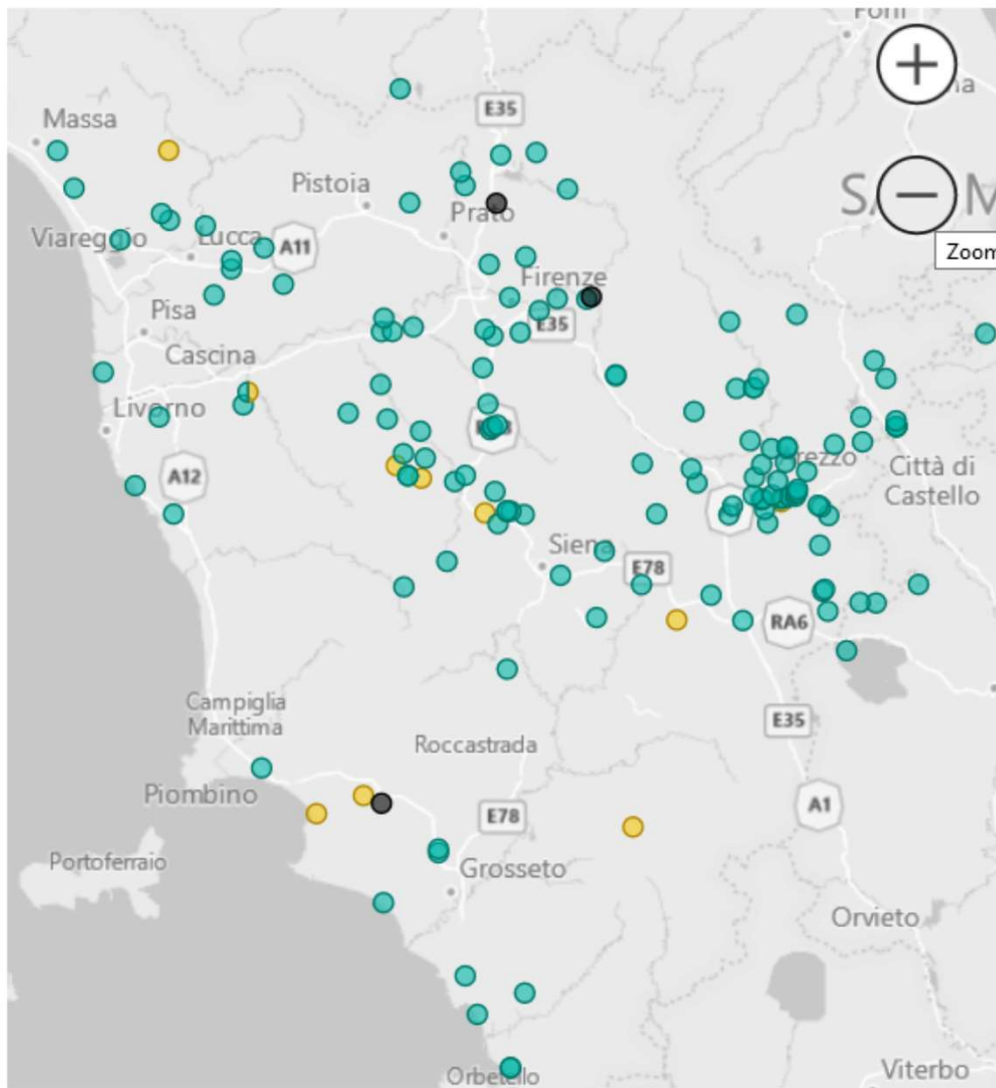 E35
Massa
Pistoia
Prato
Viareggio
Lucca
A11
Firenze
Pisa
E35
Cascina
Livorno
A12
Città di
Castello
Siena
E78
RA6
Campiglia
Marittima
E35
Roccastrada
Piombino
E78
A1
Portoferraio
Grosseto
Orvieto
Orbetello
Viterbo
Zoom